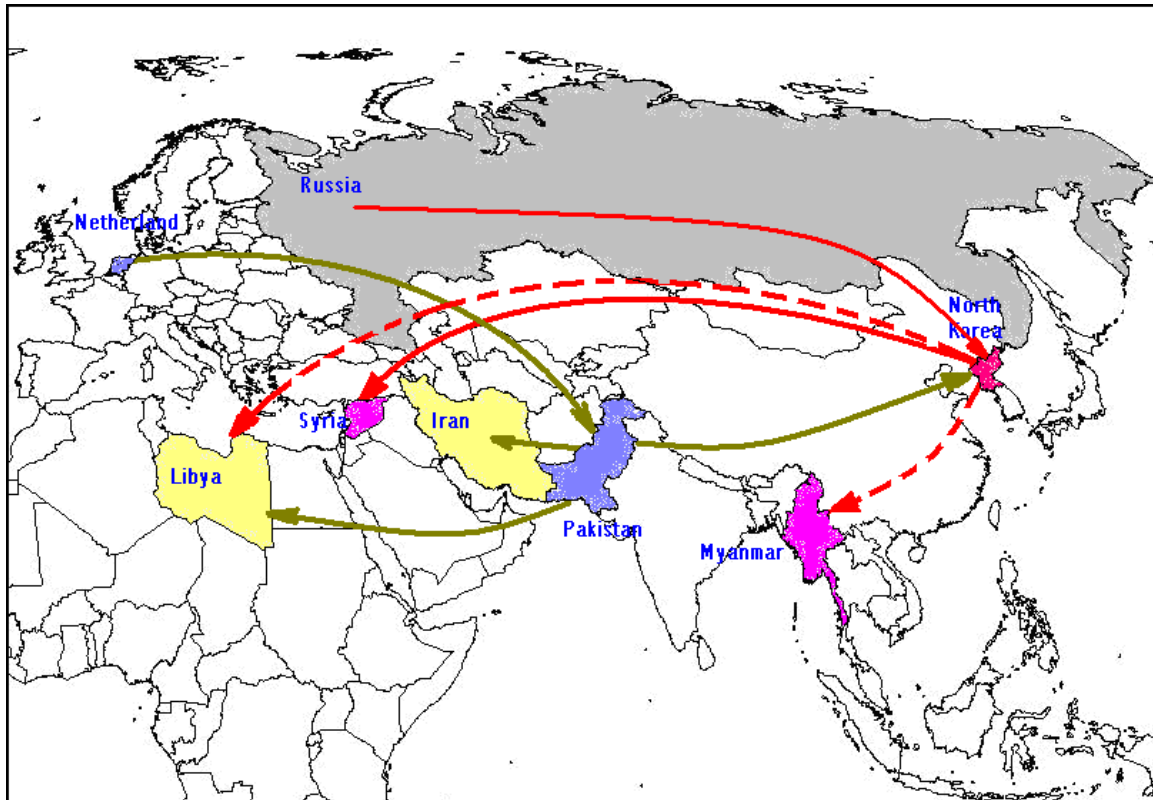 Russia
Netherland
North
Korea
Syria
Iran
Libya
Pakistan
Myanmar